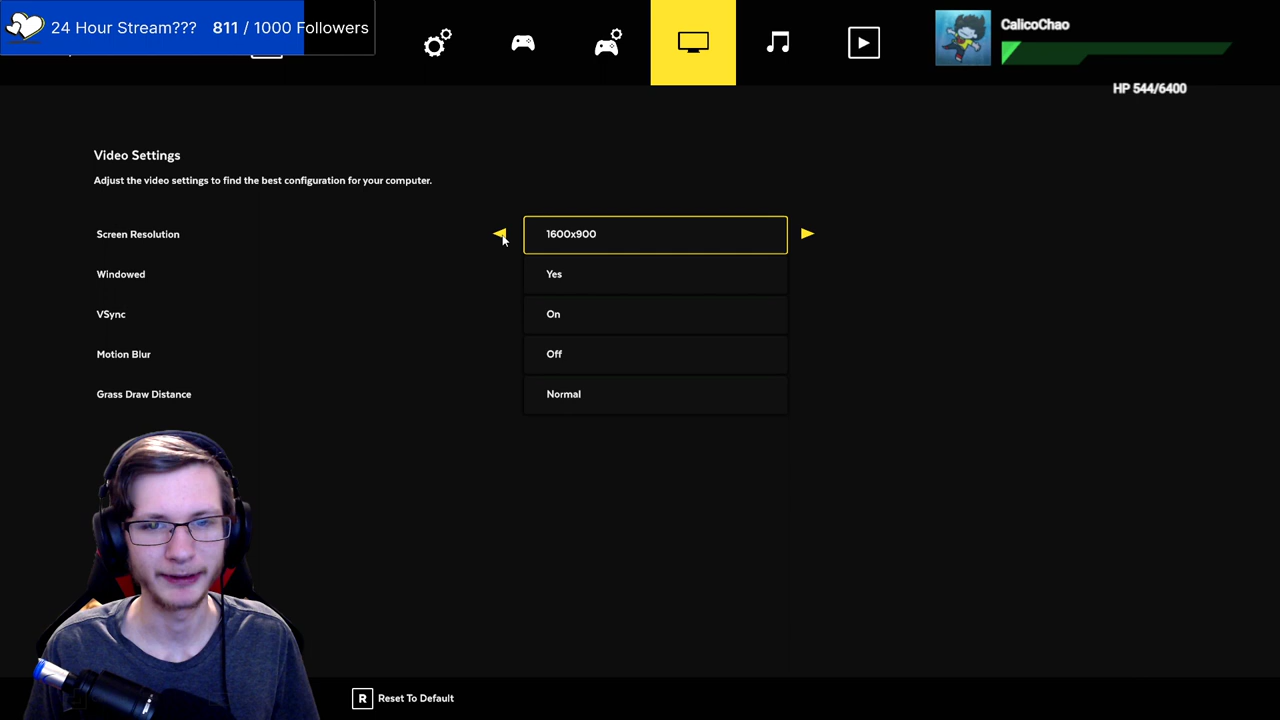 24 Hour Stream??? 811 / 1000 Followers
CalicoChao
HP 544/6400
Video Settings
Adjust the video settings to find the best configuration for your computer.
Screen Resolution 1600x900
Windowed Yes
VSync On
Motion Blur Off
Grass Draw Distance Normal
R Reset To Default